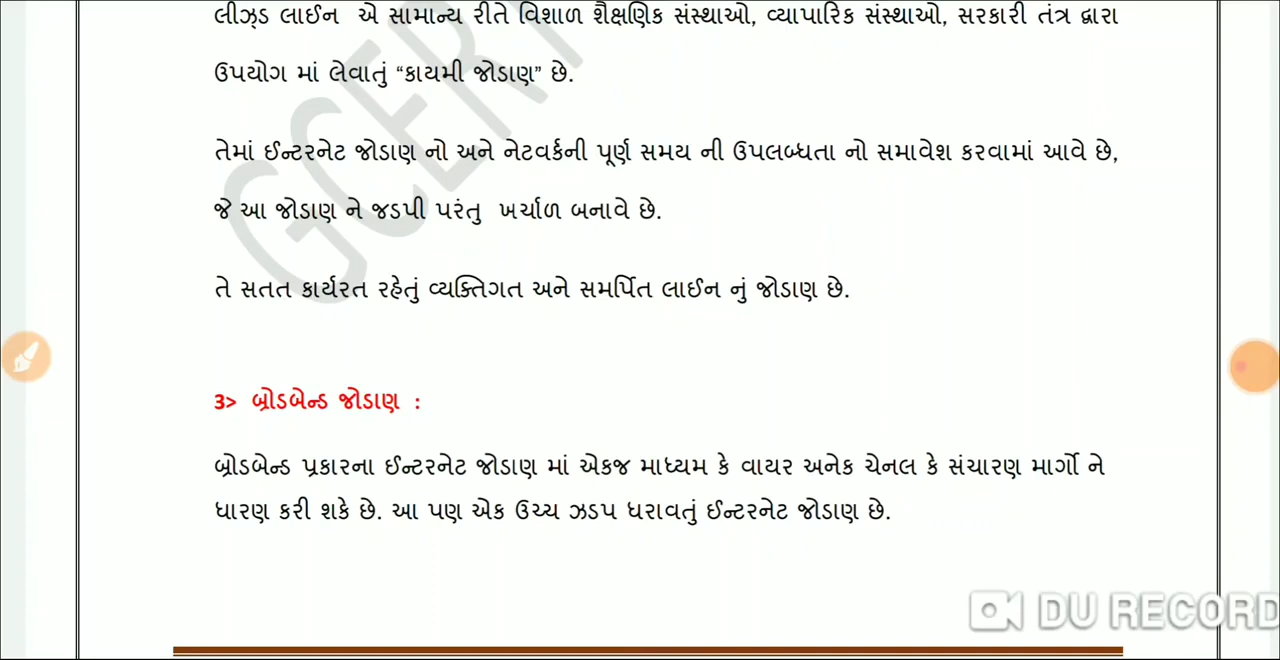 લીઝ્ડ લાઈન એ સામાન્ય રીતે વિશાળ શૈક્ષણિક સંસ્થાઓ, વ્યાપારિક સંસ્થાઓ, સરકારી તંત્ર દ્વારા
ઉપયોગ માં લેવાતું “કાયમી જોડાણ” છે.
તેમાં ઈન્ટરનેટ જોડાણ નો અને નેટવર્કની પૂર્ણ સમય ની ઉપલબ્ધતા નો સમાવેશ કરવામાં આવે છે,
જે આ જોડાણ ને જડપી પરંતુ ખર્ચાળ બનાવે છે.
તે સતત કાર્યરત રહેતું વ્યક્તિગત અને સમર્પિત લાઈન નું જોડાણ છે.
3> બ્રોડબેન્ડ જોડાણ :
બ્રોડબેન્ડ પ્રકારના ઈન્ટરનેટ જોડાણ માં એકજ માધ્યમ કે વાયર અનેક ચેનલ કે સંચારણ માર્ગો ને
ધારણ કરી શકે છે. આ પણ એક ઉચ્ચ ઝડપ ધરાવતું ઈન્ટરનેટ જોડાણ છે.
GCERT
DU RECORD